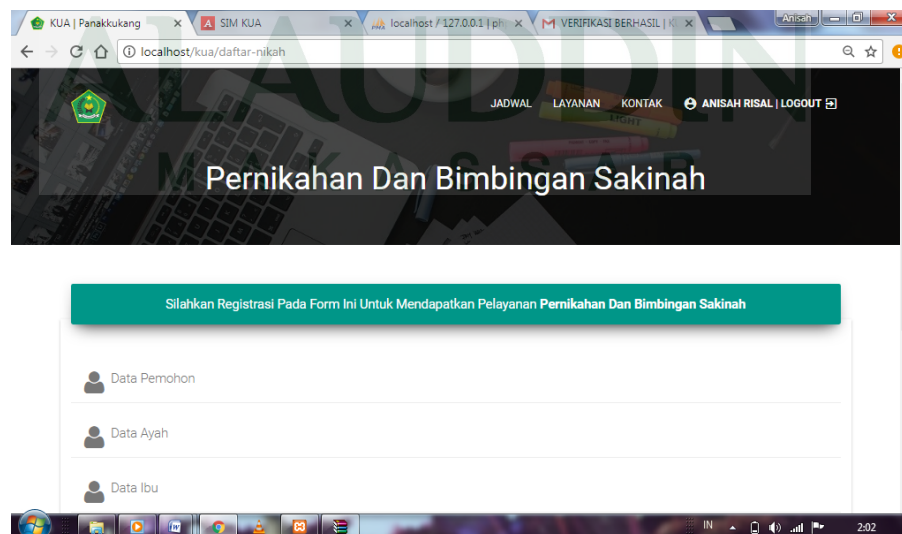 KUA | Panakkukang
SIM KUA
localhost / 127.0.0.1 | ph
VERIFIKASI BERHASIL |
Anisah
localhost/kua/daftar-nikah
ALAUDDIN
JADWAL LAYANAN KONTAK ANISAH RISAL | LOGOUT
LIGHT
MAKASSAR
Pernikahan Dan Bimbingan Sakinah
Silahkan Registrasi Pada Form Ini Untuk Mendapatkan Pelayanan Pernikahan Dan Bimbingan Sakinah
Data Pemohon
Data Ayah
Data Ibu
IN 2:02